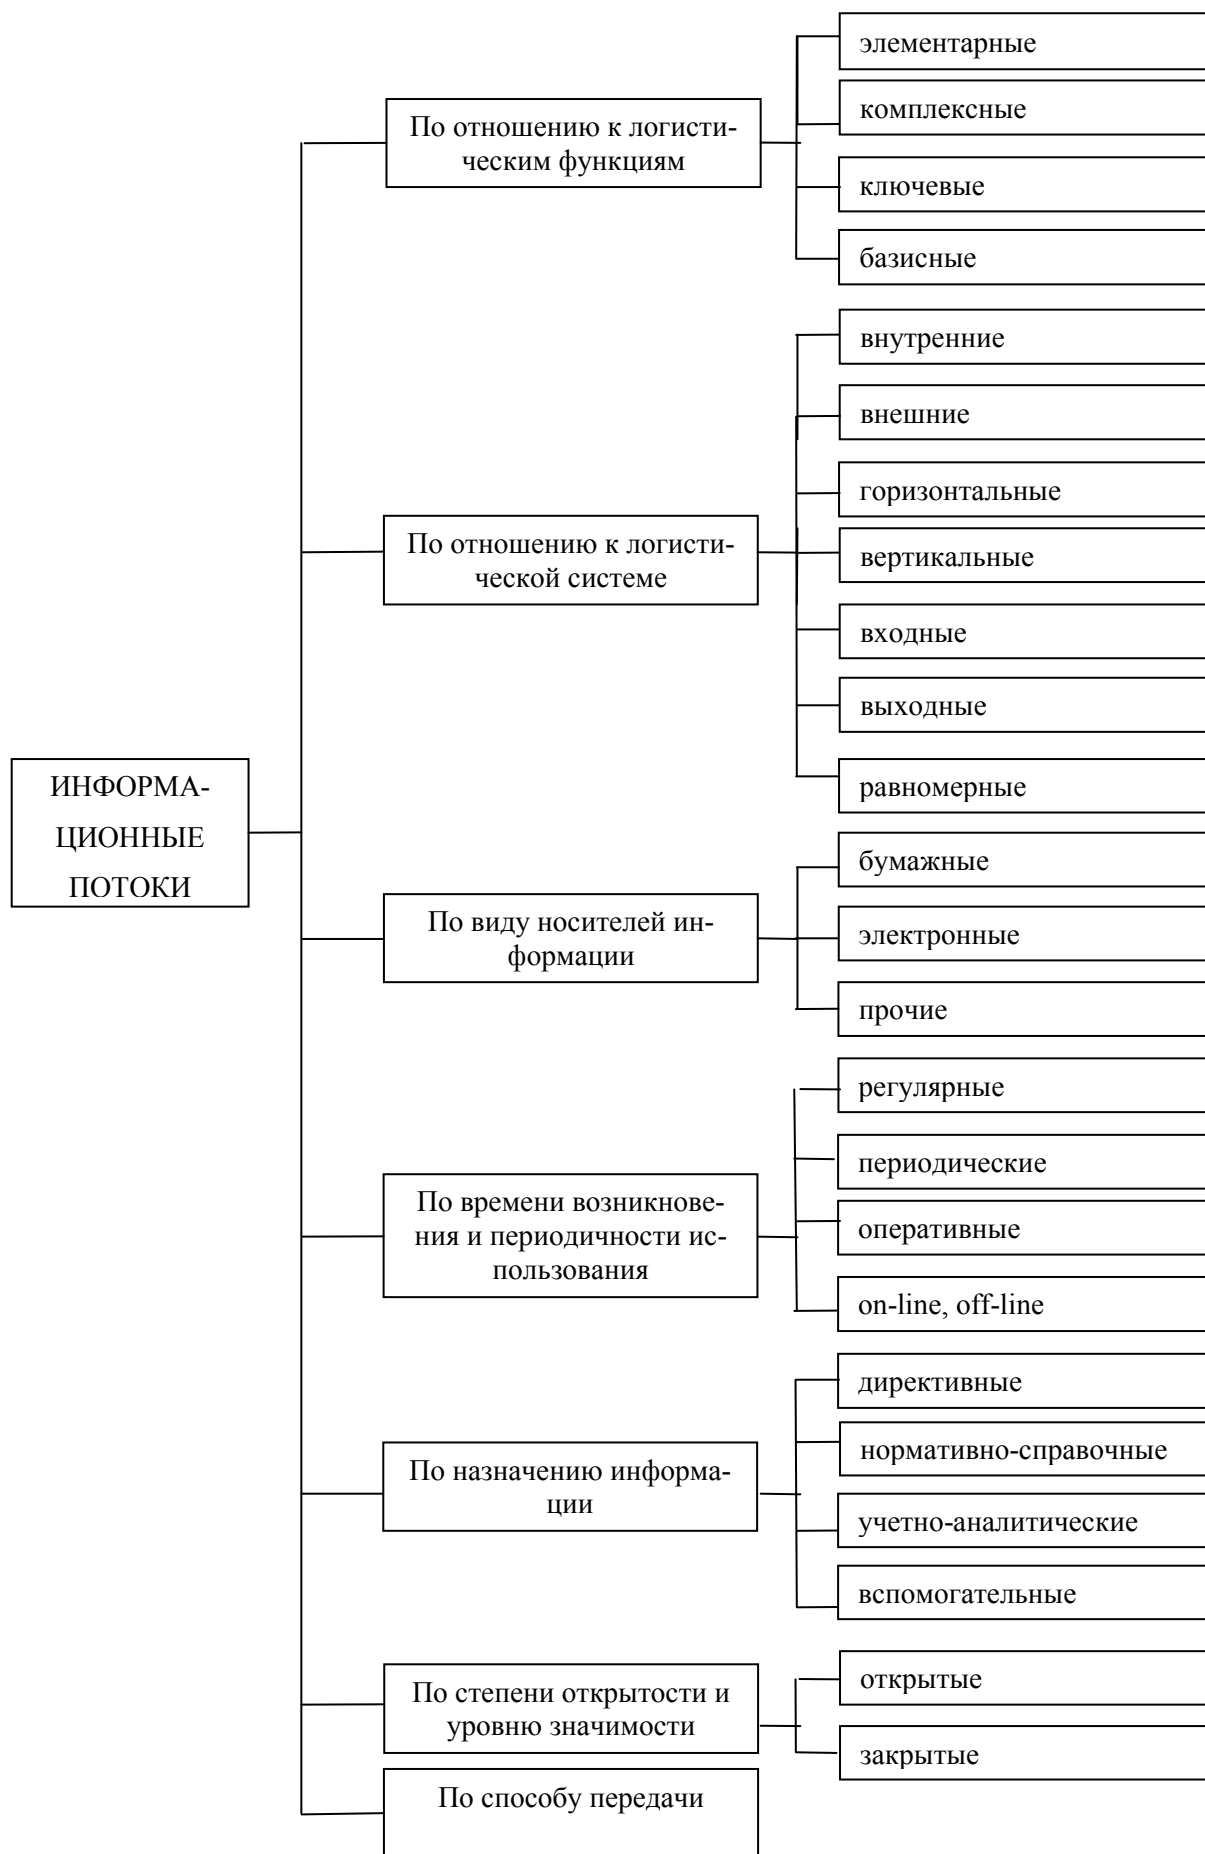 элементарные
комплексные
По отношению к логисти-
ческим функциям
ключевые
базисные
внутренние
внешние
горизонтальные
По отношению к логисти-
ческой системе
вертикальные
входные
выходные
равномерные
ИНФОРМА-
ЦИОННЫЕ
ПОТОКИ
бумажные
По виду носителей ин-
формации
электронные
прочие
регулярные
периодические
По времени возникнове-
ния и периодичности ис-
пользования
оперативные
on-line, off-line
директивные
нормативно-справочные
По назначению информа-
ции
учетно-аналитические
вспомогательные
По степени открытости и
уровню значимости
открытые
закрытые
По способу передачи